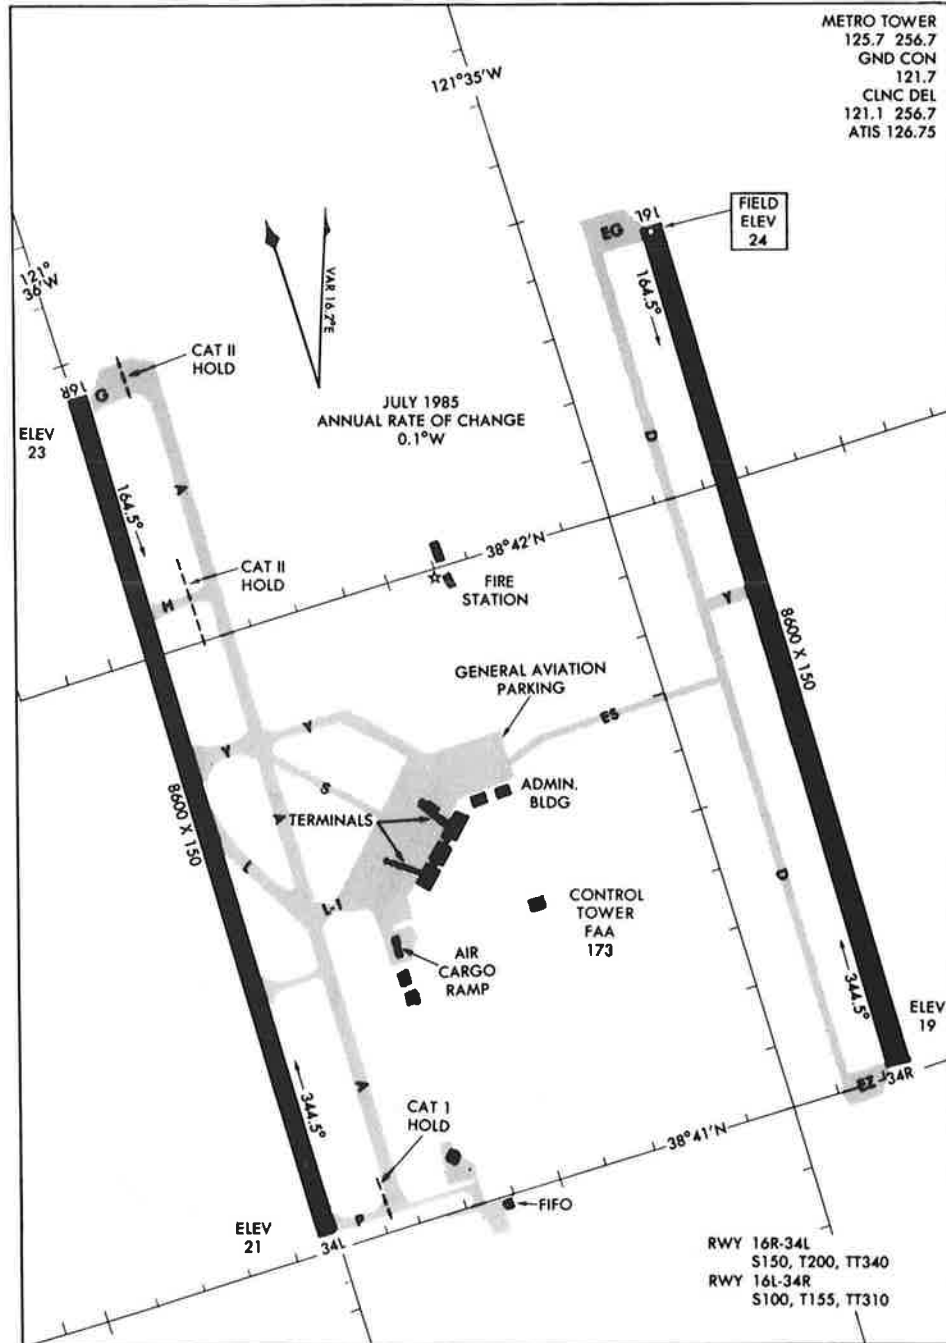 METRO TOWER
125.7 256.7
GND CON
121.7
CLNC DEL
121.1 256.7
ATIS 126.75
121°35'W
FIELD
ELEV
24
16L
EG
164.5°
VAR 16.2°E
121°
36'W
CAT II
HOLD
16R
G
JULY 1985
ANNUAL RATE OF CHANGE
0.1°W
ELEV
23
D
A
164.5°
38°42'N
CAT II
HOLD
FIRE
STATION
H
Y
8600 X 150
GENERAL AVIATION
PARKING
E5
Y
Y
S
ADMIN.
BLDG
8600 X 150
A
TERMINALS
L
D
L-1
CONTROL
TOWER
FAA
173
AIR
CARGO
RAMP
344.5°
ELEV
19
344.5°
A
EZ
34R
CAT I
HOLD
38°41'N
FIFO
P
ELEV
21
34L
RWY 16R-34L
S150, T200, TT340
RWY 16L-34R
S100, T155, TT310